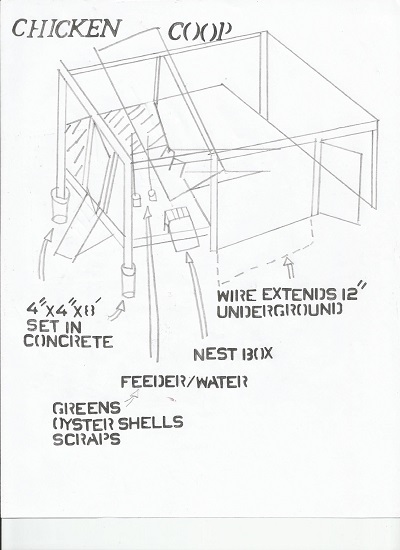 CHICKEN COOP
4"X4"X8'
SET IN
CONCRETE
WIRE EXTENDS 12"
UNDERGROUND
NEST BOX
FEEDER/WATER
GREENS
OYSTER SHELLS
SCRAPS